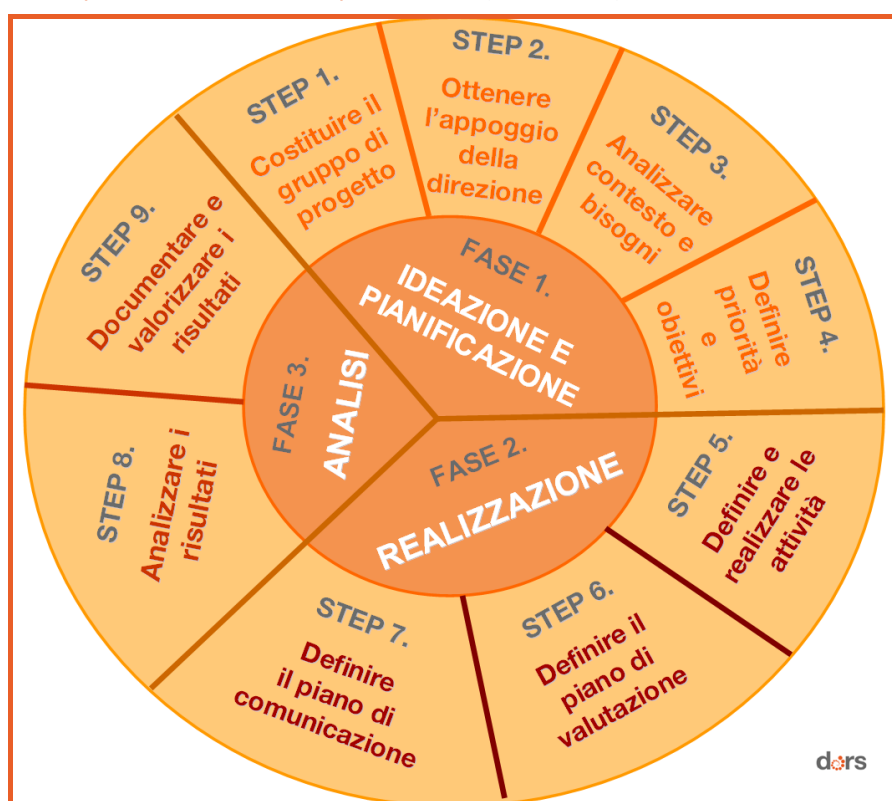 STEP 1.
Costituire il
gruppo di
progetto
STEP 2.
Ottenere
l'appoggio
della
direzione
STEP 3.
Analizzare
contesto e
bisogni
STEP 4.
Definire
priorità
e
obiettivi
STEP 5.
Definire e
realizzare le
attività
STEP 6.
Definire il
piano di
valutazione
STEP 7.
Definire
il piano di
comunicazione
STEP 8.
Analizzare i
risultati
STEP 9.
Documentare e
valorizzare i
risultati
FASE 1.
IDEAZIONE E
PIANIFICAZIONE
FASE 2.
REALIZZAZIONE
FASE 3.
ANALISI
dors